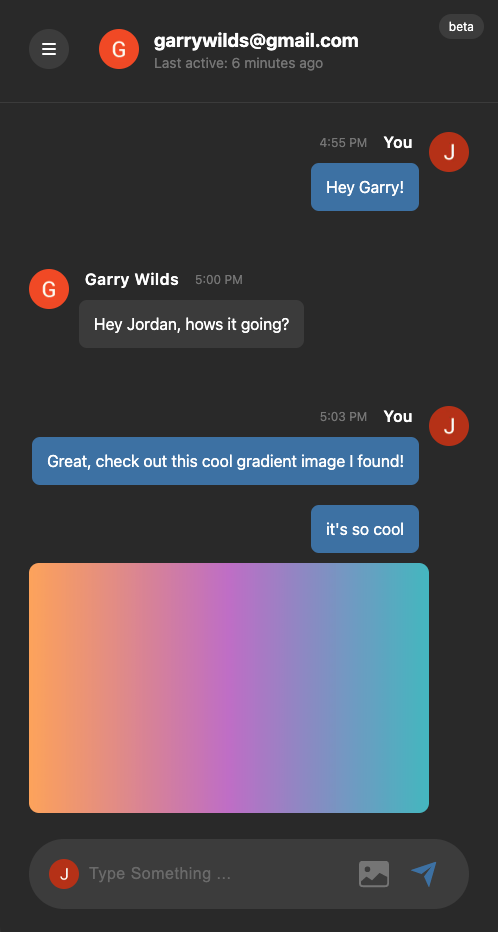 beta
G
garrywilds@gmail.com
Last active: 6 minutes ago
4:55 PM You
J
Hey Garry!
G
Garry Wilds 5:00 PM
Hey Jordan, hows it going?
5:03 PM You
J
Great, check out this cool gradient image I found!
it's so cool
J Type Something ...